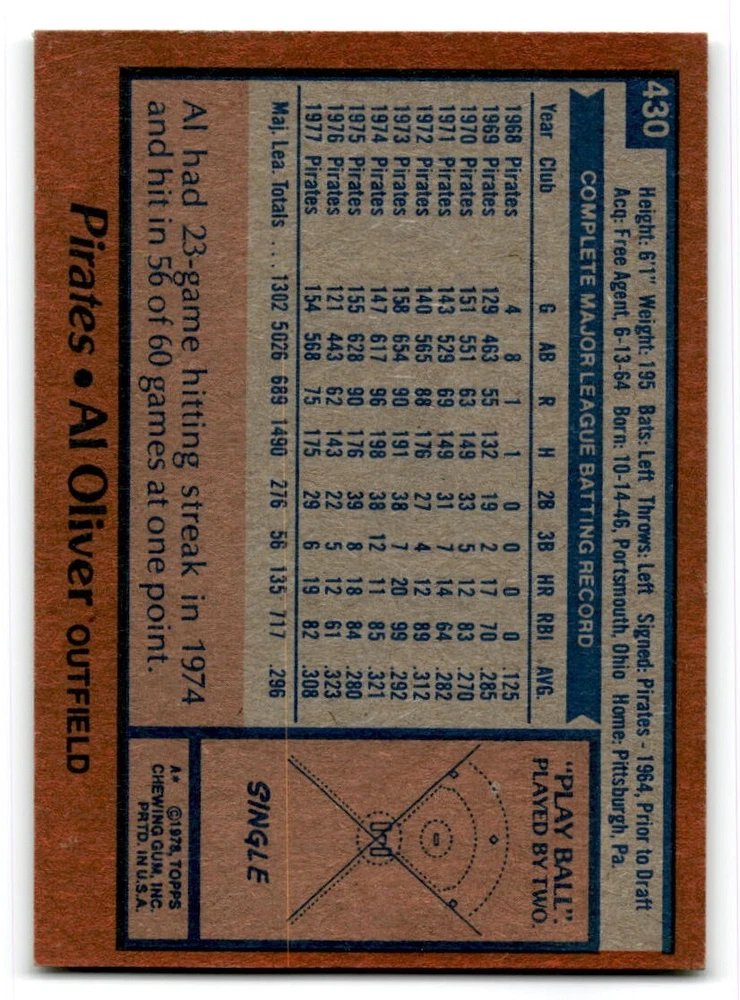 430
Height: 6'1" Weight: 195 Bats: Left Throws: Left Signed: Pirates - 1964, Prior to Draft
Acq: Free Agent, 6-13-64 Born: 10-14-46, Portsmouth, Ohio Home: Pittsburgh, Pa.
COMPLETE MAJOR LEAGUE BATTING RECORD
Year Club G AB R H 2B 3B HR RBI AVG.
1968 Pirates 4 8 1 1 0 0 0 0 .125
1969 Pirates 129 463 55 132 19 2 17 70 .285
1970 Pirates 151 551 63 149 33 5 12 83 .270
1971 Pirates 143 529 69 149 31 7 14 64 .282
1972 Pirates 140 565 88 .176 27 4 12 89 .312
1973 Pirates 158 654 90 191 38 7 20 99 .292
1974 Pirates 147 617 96 198 38 12 11 85 .321
1975 Pirates 155 628 90 176 39 8 18 84 .280
1976 Pirates 121 443 62 143 22 5 12 61 .323
1977 Pirates 154 568 75 175 29 6 19 82 .308
Maj. Lea. Totals ... 1302 5026 689 1490 276 56 135 717 .296
Al had 23-game hitting streak in 1974
and hit in 56 of 60 games at one point.
"PLAY BALL".
PLAYED BY TWO.
SINGLE
A* ©1978, TOPPS
CHEWING GUM, INC.
PRTD. IN U.S.A.
Pirates • Al Oliver OUTFIELD